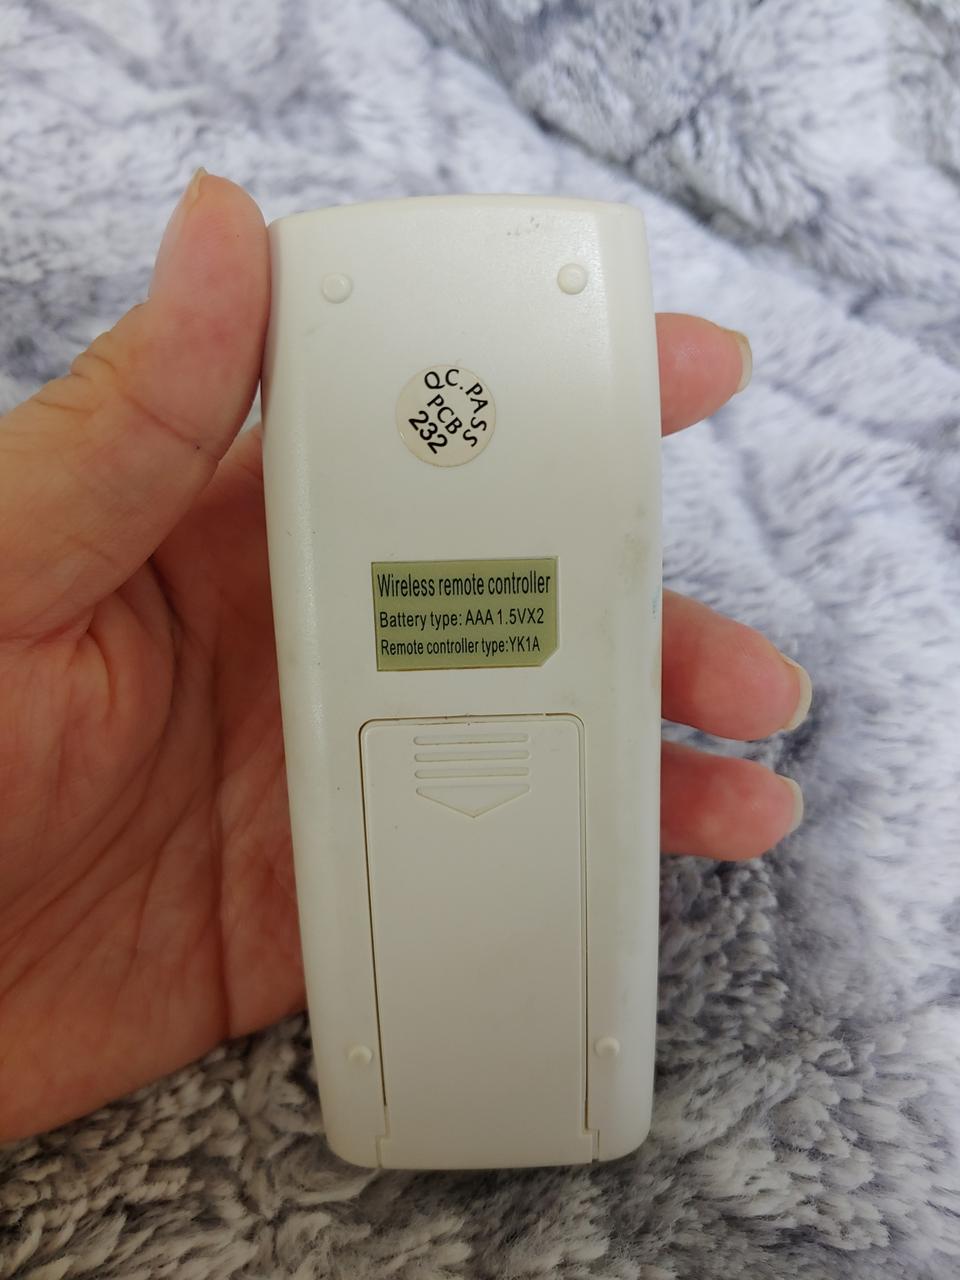 QC.PASS
PCB
232
Wireless remote controller
Battery type: AAA 1.5VX2
Remote controller type:YK1A